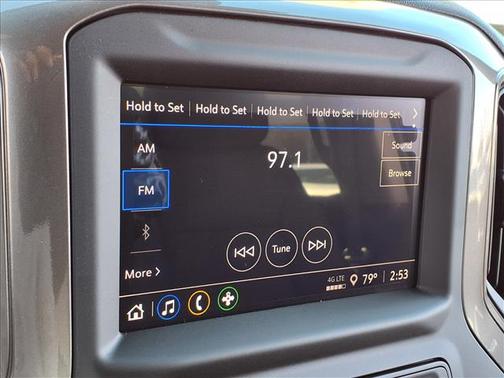 Hold to Set Hold to Set Hold to Set Hold to Set Hold to Set
AM
Sound
97.1
Browse
FM
Tune
More
4G LTE
79° 2:53